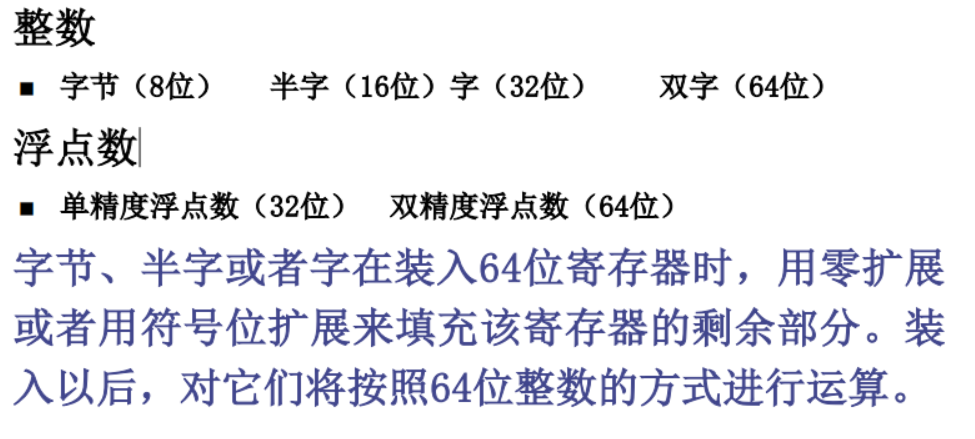 整数
■ 字节（8位） 半字（16位）字（32位） 双字（64位）
浮点数
■ 单精度浮点数（32位） 双精度浮点数（64位）
字节、半字或者字在装入64位寄存器时，用零扩展
或者用符号位扩展来填充该寄存器的剩余部分。装
入以后，对它们将按照64位整数的方式进行运算。